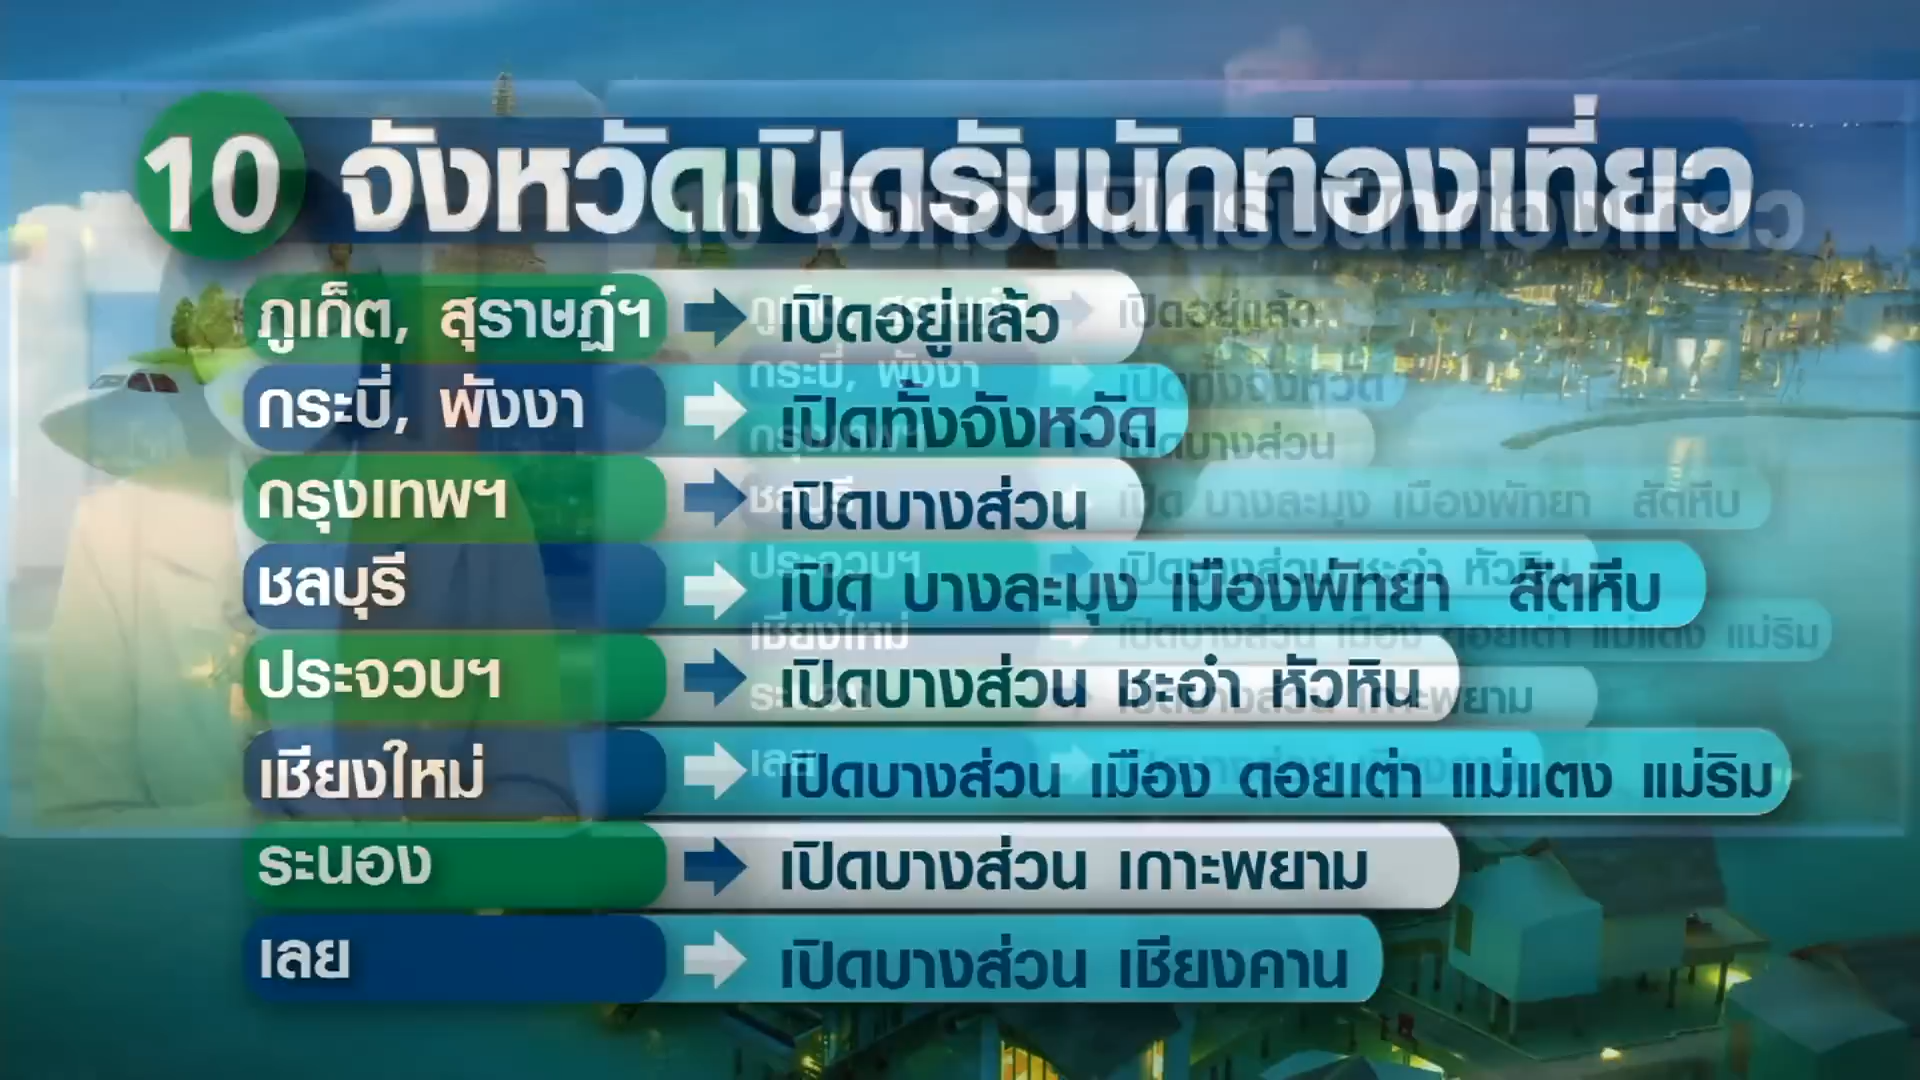 10 จังหวัดเปิดรับนักท่องเที่ยว
ภูเก็ต, สุราษฎ์ฯ เปิดอยู่แล้ว
กระบี่, พังงา เปิดทั้งจังหวัด
กรุงเทพฯ เปิดบางส่วน
ชลบุรี เปิด บางละมุง เมืองพัทยา สัตหีบ
ประจวบฯ เปิดบางส่วน ชะอำ หัวหิน
เชียงใหม่ เปิดบางส่วน เมือง ดอยเต่า แม่แตง แม่ริม
ระนอง เปิดบางส่วน เกาะพยาม
เลย เปิดบางส่วน เชียงคาน